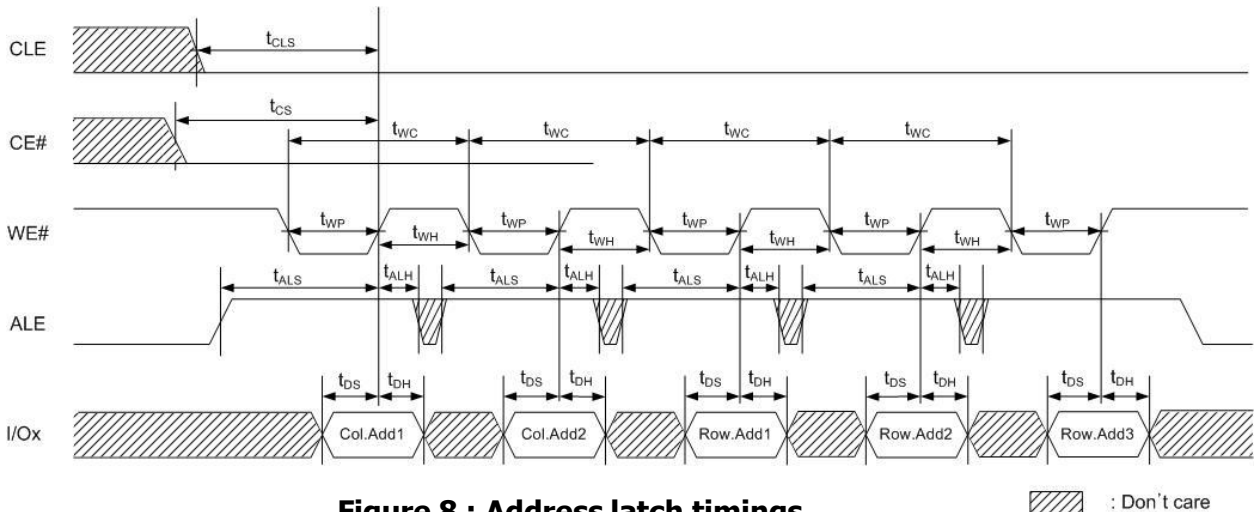 CLE
tCLS
CE#
tCS
tWC tWC tWC tWC
WE#
tWP tWP tWP tWP tWP
tWH tWH tWH tWH
ALE
tALS tALH tALS tALH tALS tALH tALS tALH
tDS tDH tDS tDH tDS tDH tDS tDH tDS tDH
I/Ox
Col.Add1 Col.Add2 Row.Add1 Row.Add2 Row.Add3
Figure 8 : Address latch timings
: Don't care